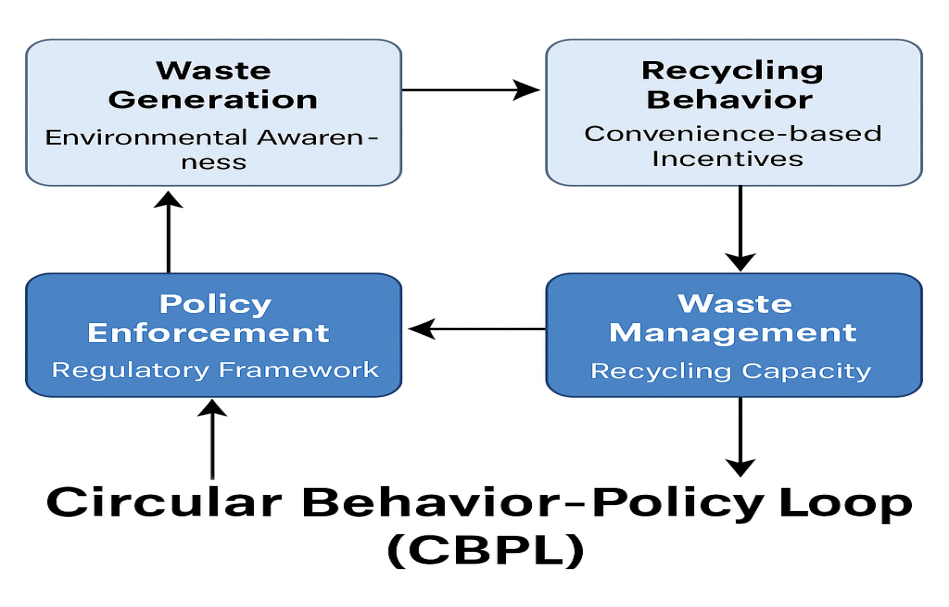 Waste
Generation
Environmental Awaren-
ness
Recycling
Behavior
Convenience-based
Incentives
Policy
Enforcement
Regulatory Framework
Waste
Management
Recycling Capacity
Circular Behavior-Policy Loop
(CBPL)